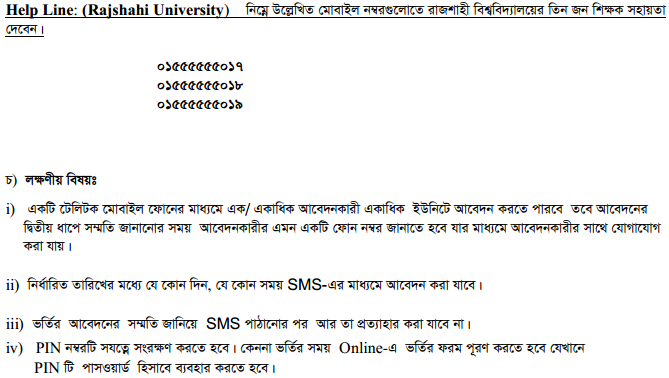 Help Line: (Rajshahi University) নিম্নে উল্লেখিত মোবাইল নম্বরগুলোতে রাজশাহী বিশ্ববিদ্যালয়ের তিন জন শিক্ষক সহায়তা
দেবেন।
০১৫৫৫৫৫৫০১৭
০১৫৫৫৫৫৫০১৮
০১৫৫৫৫৫৫০১৯
চ) লক্ষণীয় বিষয়ঃ
i) একটি টেলিটক মোবাইল ফোনের মাধ্যমে এক/ একাধিক আবেদনকারী একাধিক ইউনিটে আবেদন করতে পারবে তবে আবেদনের
দ্বিতীয় ধাপে সম্মতি জানানোর সময় আবেদনকারীর এমন একটি ফোন নম্বর জানাতে হবে যার মাধ্যমে আবেদনকারীর সাথে যোগাযোগ
করা যায়।
ii) নির্ধারিত তারিখের মধ্যে যে কোন দিন, যে কোন সময় SMS-এর মাধ্যমে আবেদন করা যাবে।
iii) ভর্তির আবেদনের সম্মতি জানিয়ে SMS পাঠানোর পর আর তা প্রত্যাহার করা যাবে না।
iv) PIN নম্বরটি সযত্নে সংরক্ষণ করতে হবে। কেননা ভর্তির সময় Online-এ ভর্তির ফরম পূরণ করতে হবে যেখানে
PIN টি পাসওয়ার্ড হিসাবে ব্যবহার করতে হবে।